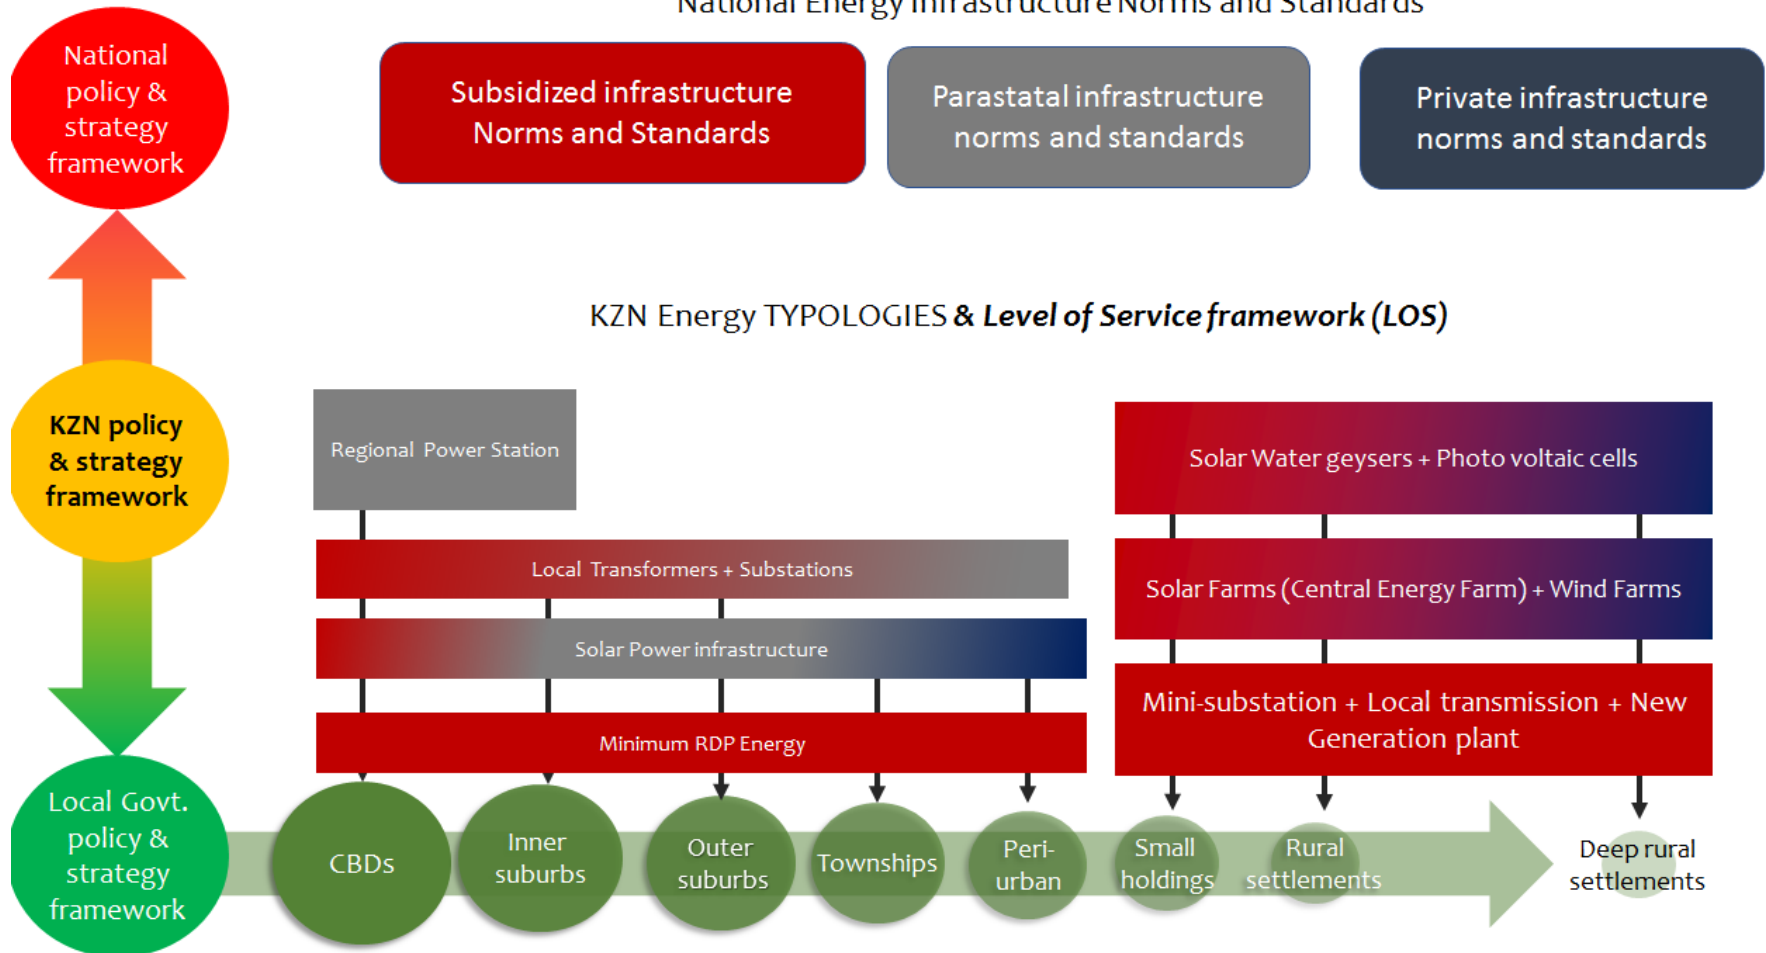 National Energy Infrastructure Norms and Standards
National
policy &
strategy
framework
Subsidized infrastructure
Norms and Standards
Parastatal infrastructure
norms and standards
Private infrastructure
norms and standards
KZN Energy TYPOLOGIES & Level of Service framework (LOS)
KZN policy
& strategy
framework
Regional Power Station
Local Transformers + Substations
Solar Power infrastructure
Minimum RDP Energy
Solar Water geysers + Photo voltaic cells
Solar Farms (Central Energy Farm) + Wind Farms
Mini-substation + Local transmission + New
Generation plant
Local Govt.
policy &
strategy
framework
CBDs
Inner
suburbs
Outer
suburbs
Townships
Peri-
urban
Small
holdings
Rural
settlements
Deep rural
settlements